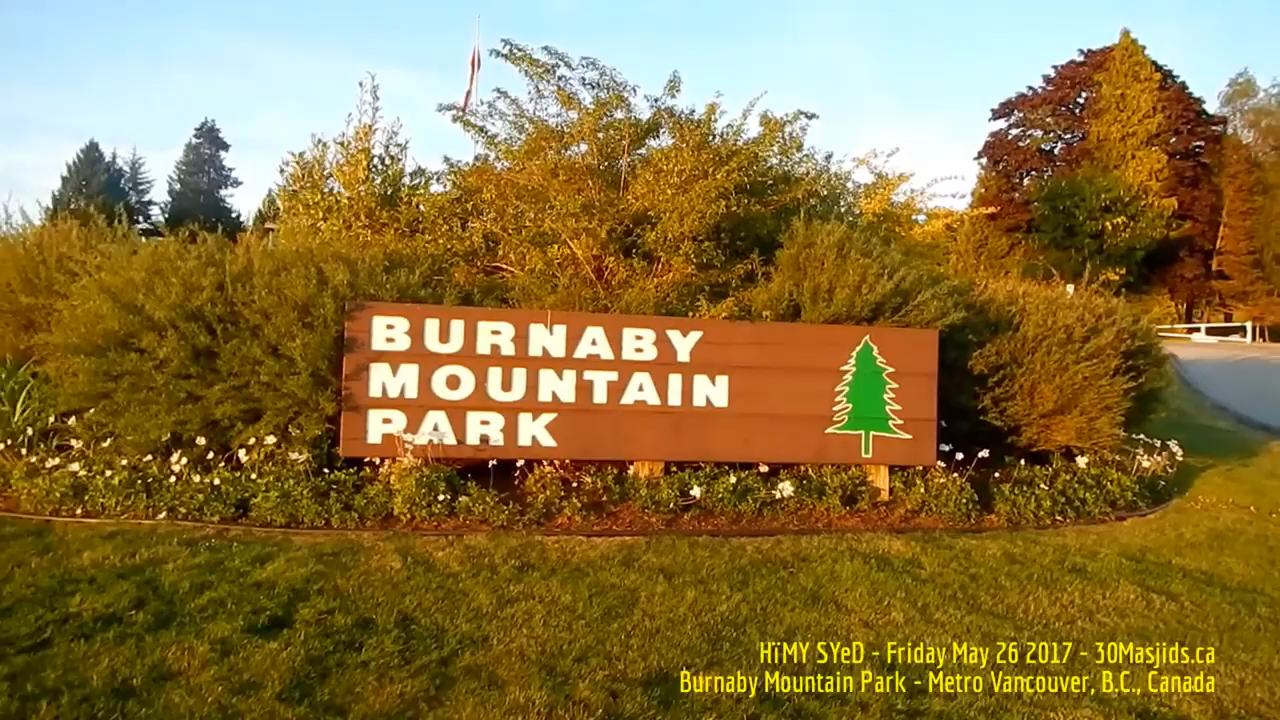 BURNABY
MOUNTAIN
PARK
HïMY SYeD - Friday May 26 2017 - 30Masjids.ca
Burnaby Mountain Park - Metro Vancouver, B.C., Canada